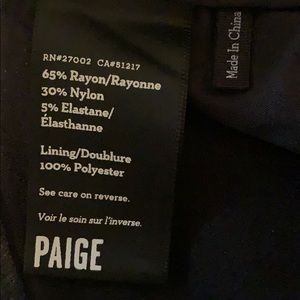 RN#27002 CA#51217
65% Rayon/Rayonne
30% Nylon
5% Elastane/
Élasthanne
Lining/Doublure
100% Polyester
See care on reverse.
Voir le soin sur l'inverse.
PAIGE
Made In China